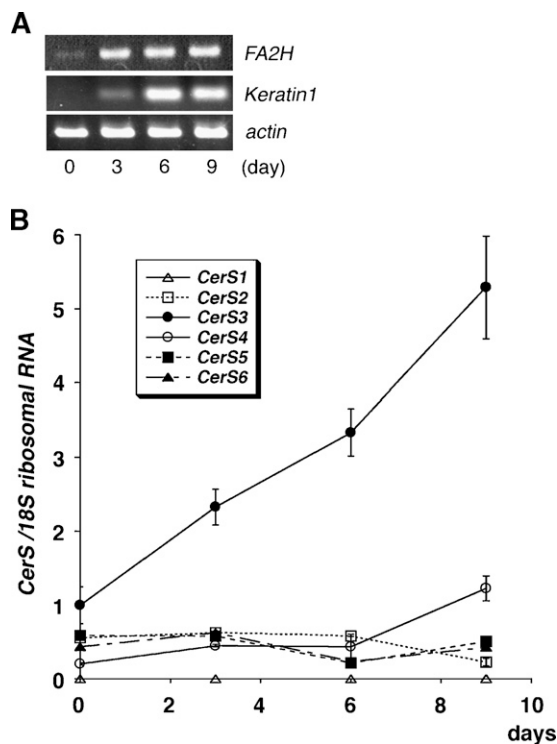 A
FA2H
Keratin1
actin
0 3 6 9 (day)
B
6
5
4
3
2
1
0
CerS /18S ribosomal RNA
CerS1
CerS2
CerS3
CerS4
CerS5
CerS6
0 2 4 6 8 10
days